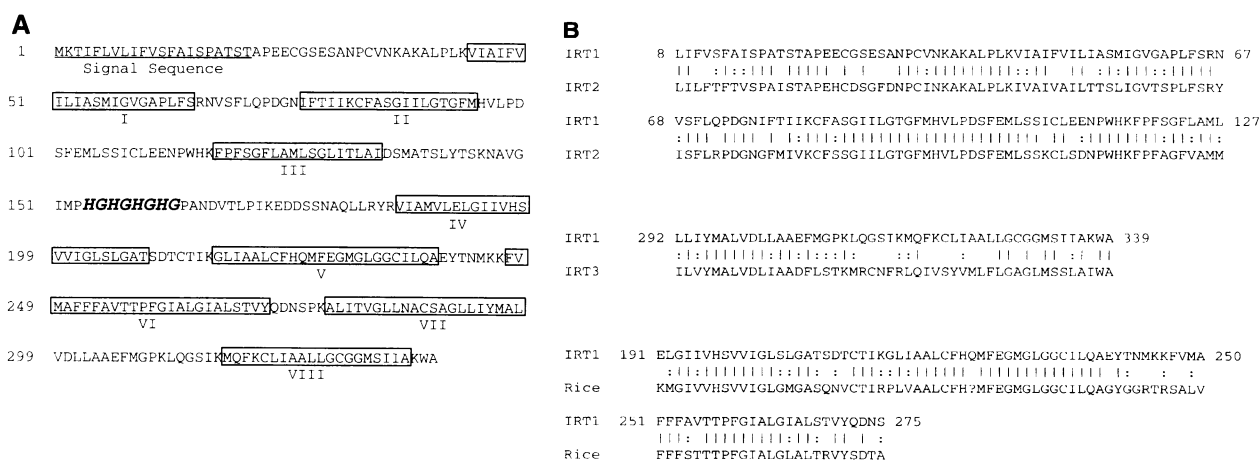 A
1 MKTIFLVLIFVSFAISPATSTAPEECGSESANPCVNKAKALPLKVIAIFV
Signal Sequence
51 ILIASMIGVGAPLFSRNVSFLQPDGNIFTIIKCFASGIILGTGFMHVLPD
I II
101 SFEMLSSICLEENPWHKFPFSGFLAMLSGLITLAIDSMATSLYTSKNAVG
III
151 IMPHGHGHGHGPANDVTLPIKEDDSSNAQLLRYRVIAMVLELGIIVHS
IV
199 VVIGLSLGATSDTCTIKGLIAALCFHQMFEGMGLGGCILQAEYTNMKKFV
V
249 MAFFFAVTTPFGIALGIALSTVYQDNSPKALITVGLLNACSAGLLIYMAL
VI VII
299 VDLLAAEFMGPKLQGSIKMQFKCLIAALLGCGGMSIIAKWA
VIII
B
IRT1 8 LIFVSFAISPATSTAPEECGSESANPCVNKAKALPLKVIAIFVILIASMIGVGAPLFSRN 67
IRT2 LILFTFTVSPAISTAPEHCDSGFDNPCINKAKALPLKIVAIVAILTTSLIGVTSPLFSRY
IRT1 68 VSFLQPDGNIFTIIKCFASGIILGTGFMHVLPDSFEMLSSICLEENPWHKFPFSGFLAML 127
IRT2 ISFLRPDGNGFMIVKCFSSGIILGTGFMHVLPDSFEMLSSKCLSDNPWHKFPFAGFVAMM
IRT1 292 LLIYMALVDLLAAEFMGPKLQGSIKMQFKCLIAALLGCGGMSTIAKWA 339
IRT3 ILVYMALVDLIAADFLSTKMRCNFRLQIVSYVMLFLGAGLMSSLAIWA
IRT1 191 ELGIIVHSVVIGLSLGATSDTCTIKGLIAALCFHQMFEGMGLGGCILQAEYTNMKKFVMA 250
Rice KMGIVVHSVVIGLGMGASQNVCTIRPLVAALCFH?MFEGMGLGGCILQAGYGGRTRSALV
IRT1 251 FFFAVTTPFGIALGIALSTVYQDNS 275
Rice FFFSTTTPFGIALGLALTRVYSDTA